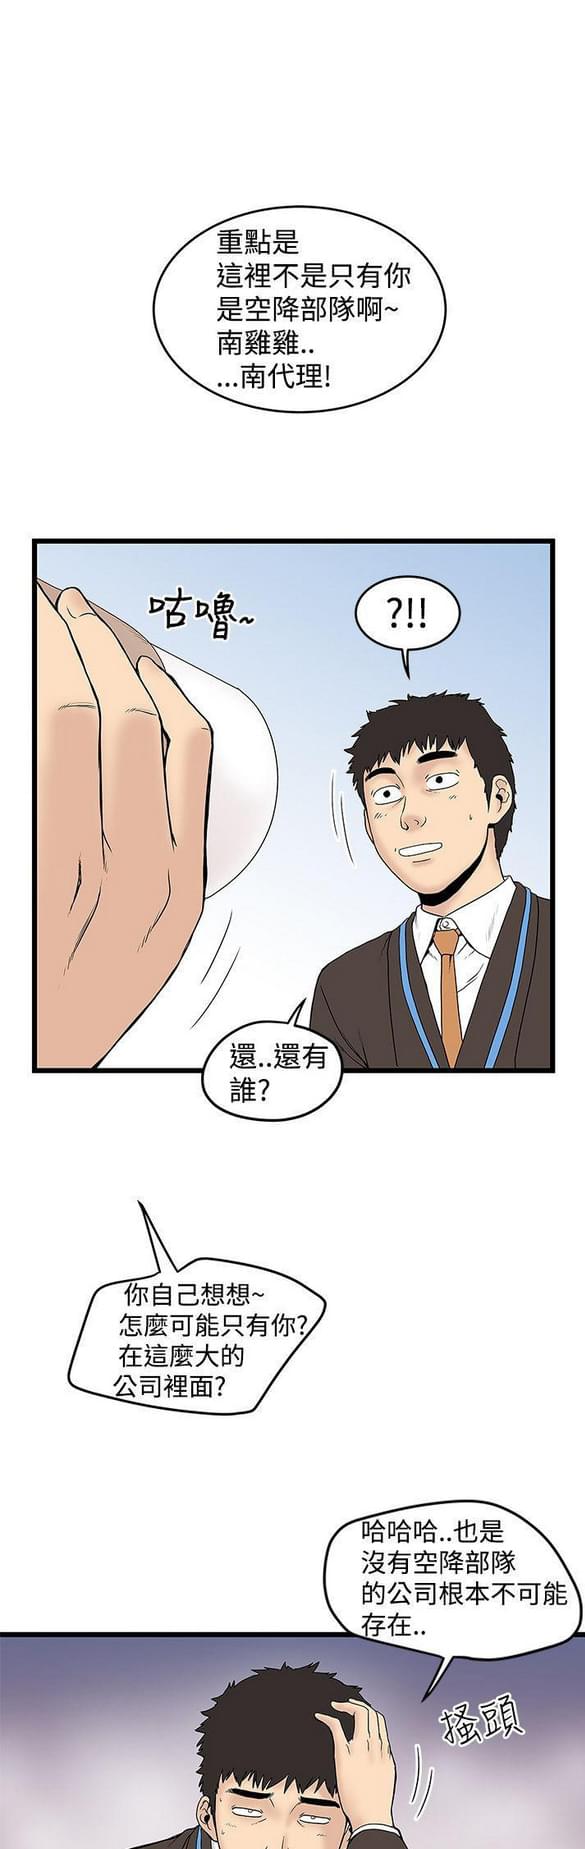 重點是
這裡不是只有你
是空降部隊啊~
南雞雞..
...南代理!
咕嚕~
?!!
還..還有
誰?
你自己想想~
怎麼可能只有你?
在這麼大的
公司裡面?
哈哈哈..也是
沒有空降部隊
的公司根本不可能
存在..
搔頭